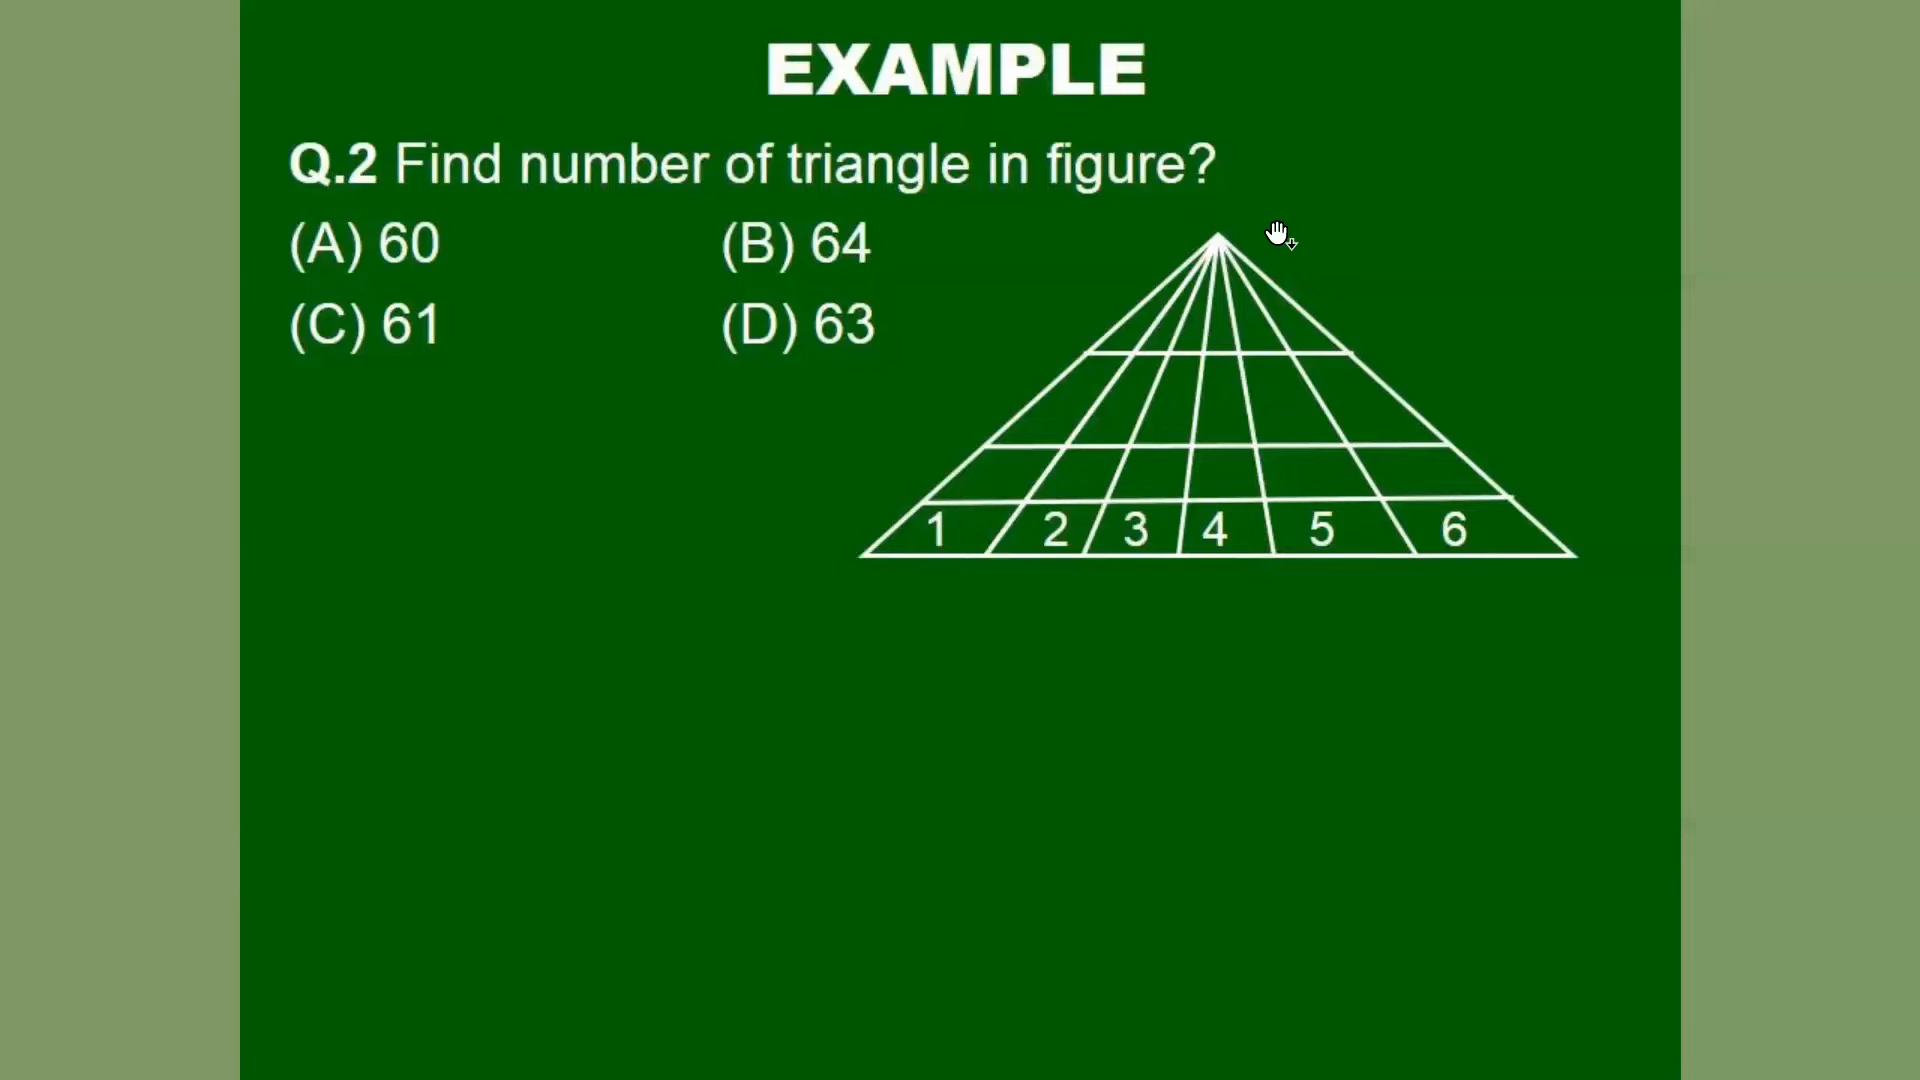 EXAMPLE
Q.2 Find number of triangle in figure?
(A) 60 (B) 64
(C) 61 (D) 63
1 2 3 4 5 6